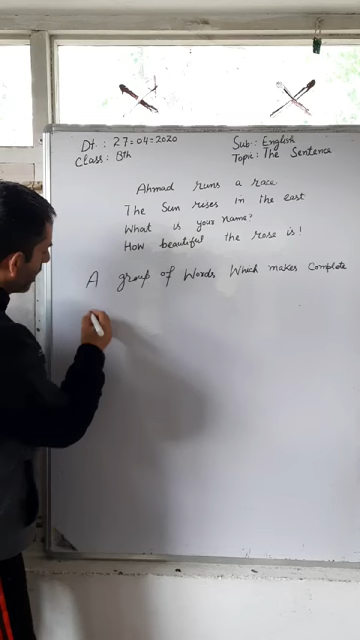 Dt. : 27=04=2020
Sub.: English
Class: 8th
Topic: The Sentence
Ahmad runs a race
The Sun rises in the east
What is your name?
How beautiful the rose is!
A group of Words Which makes Complete